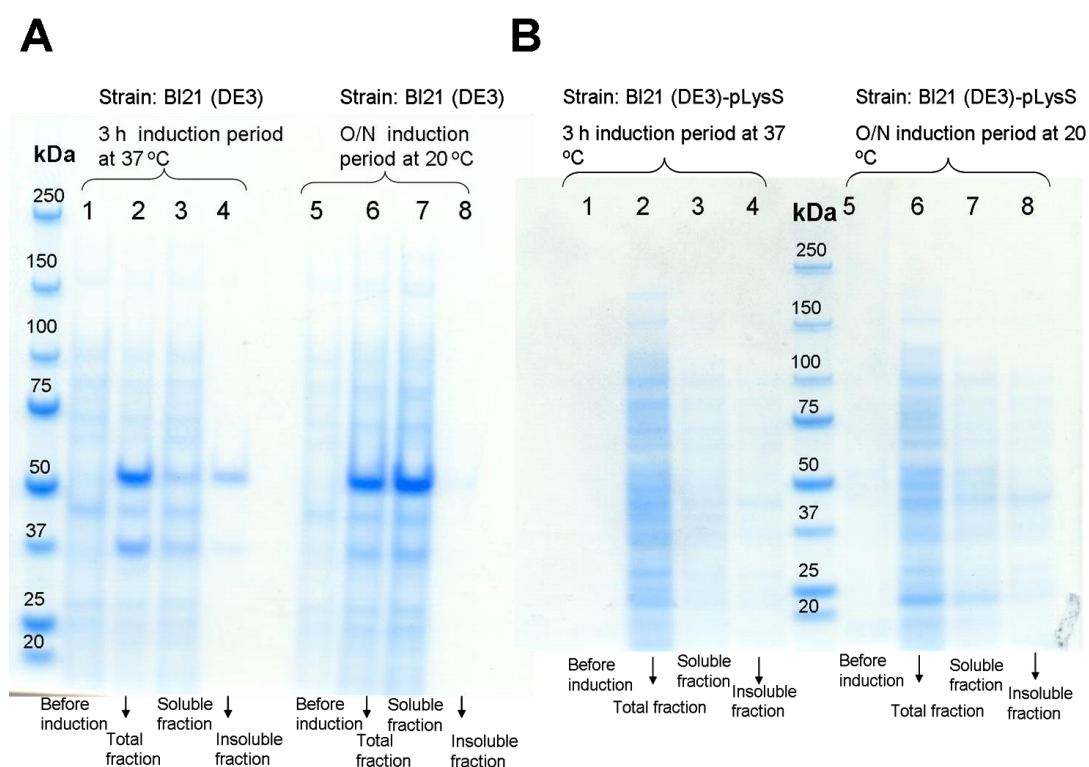 A
B
Strain: Bl21 (DE3)
Strain: Bl21 (DE3)
Strain: Bl21 (DE3)-pLysS
Strain: Bl21 (DE3)-pLysS
3 h induction period
at 37 ºC
O/N induction
period at 20 ºC
3 h induction period at 37
ºC
O/N induction period at 20
ºC
kDa
250
150
100
75
50
37
25
20
1 2 3 4
5 6 7 8
1 2 3 4
kDa
250
150
100
75
50
37
25
20
5 6 7 8
Before
induction
Total
fraction
Soluble
fraction
Insoluble
fraction
Before
induction
Total
fraction
Soluble
fraction
Insoluble
fraction
Before
induction
Total fraction
Soluble
fraction
Insoluble
fraction
Before
induction
Total fraction
Soluble
fraction
Insoluble
fraction